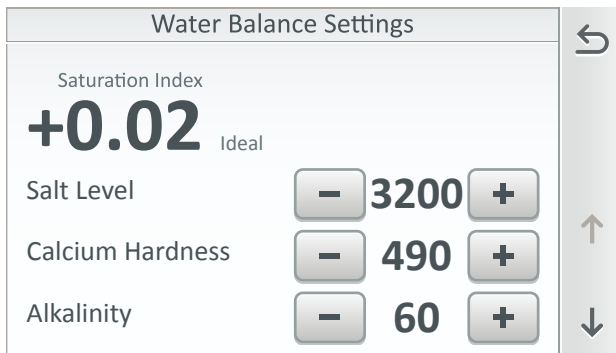 Water Balance Settings
Saturation Index
+0.02 Ideal
Salt Level - 3200 +
Calcium Hardness - 490 +
Alkalinity - 60 +